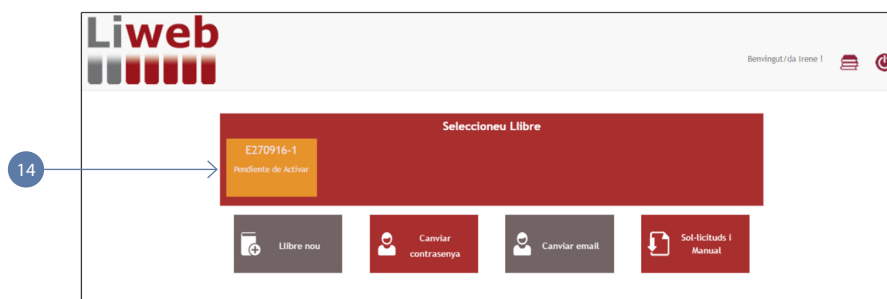 Liweb
Benvingut/da Irene !
Seleccioneu Llibre
E270916-1
Pendiente de Activar
14
Llibre nou
Canviar
contrasenya
Canviar email
Sol·licituds i
Manual